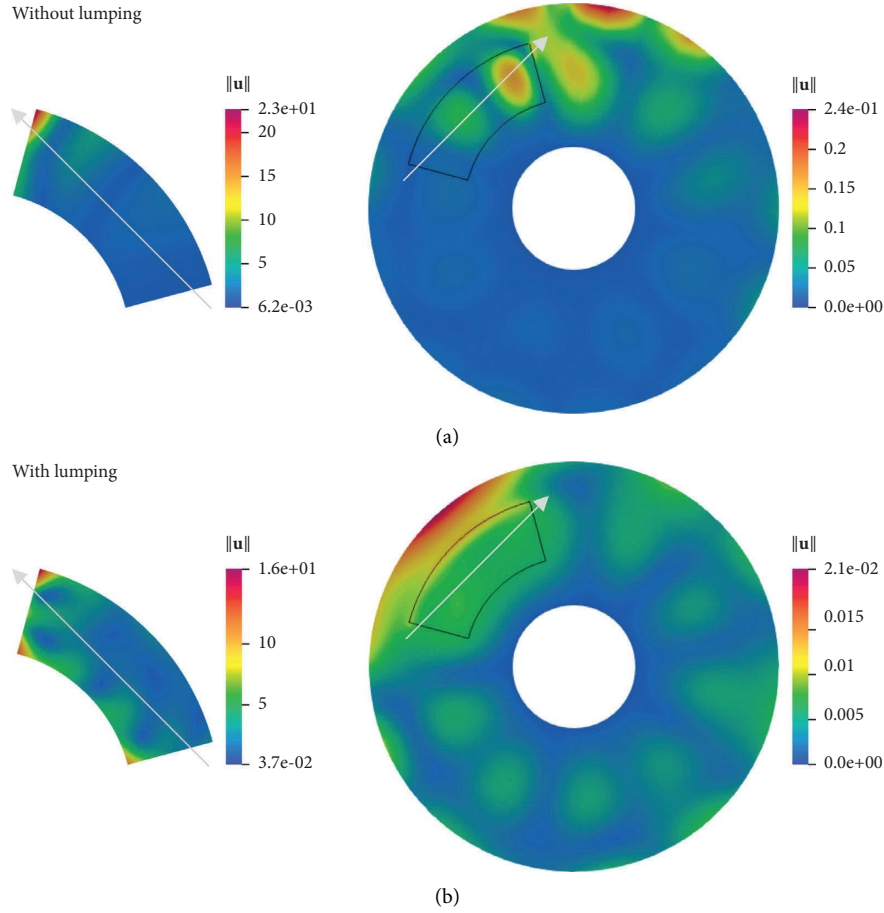 Without lumping
‖u‖
2.3e+01
20
15
10
5
6.2e-03
‖u‖
2.4e-01
0.2
0.15
0.1
0.05
0.0e+00
(a)
With lumping
‖u‖
1.6e+01
10
5
3.7e-02
‖u‖
2.1e-02
0.015
0.01
0.005
0.0e+00
(b)